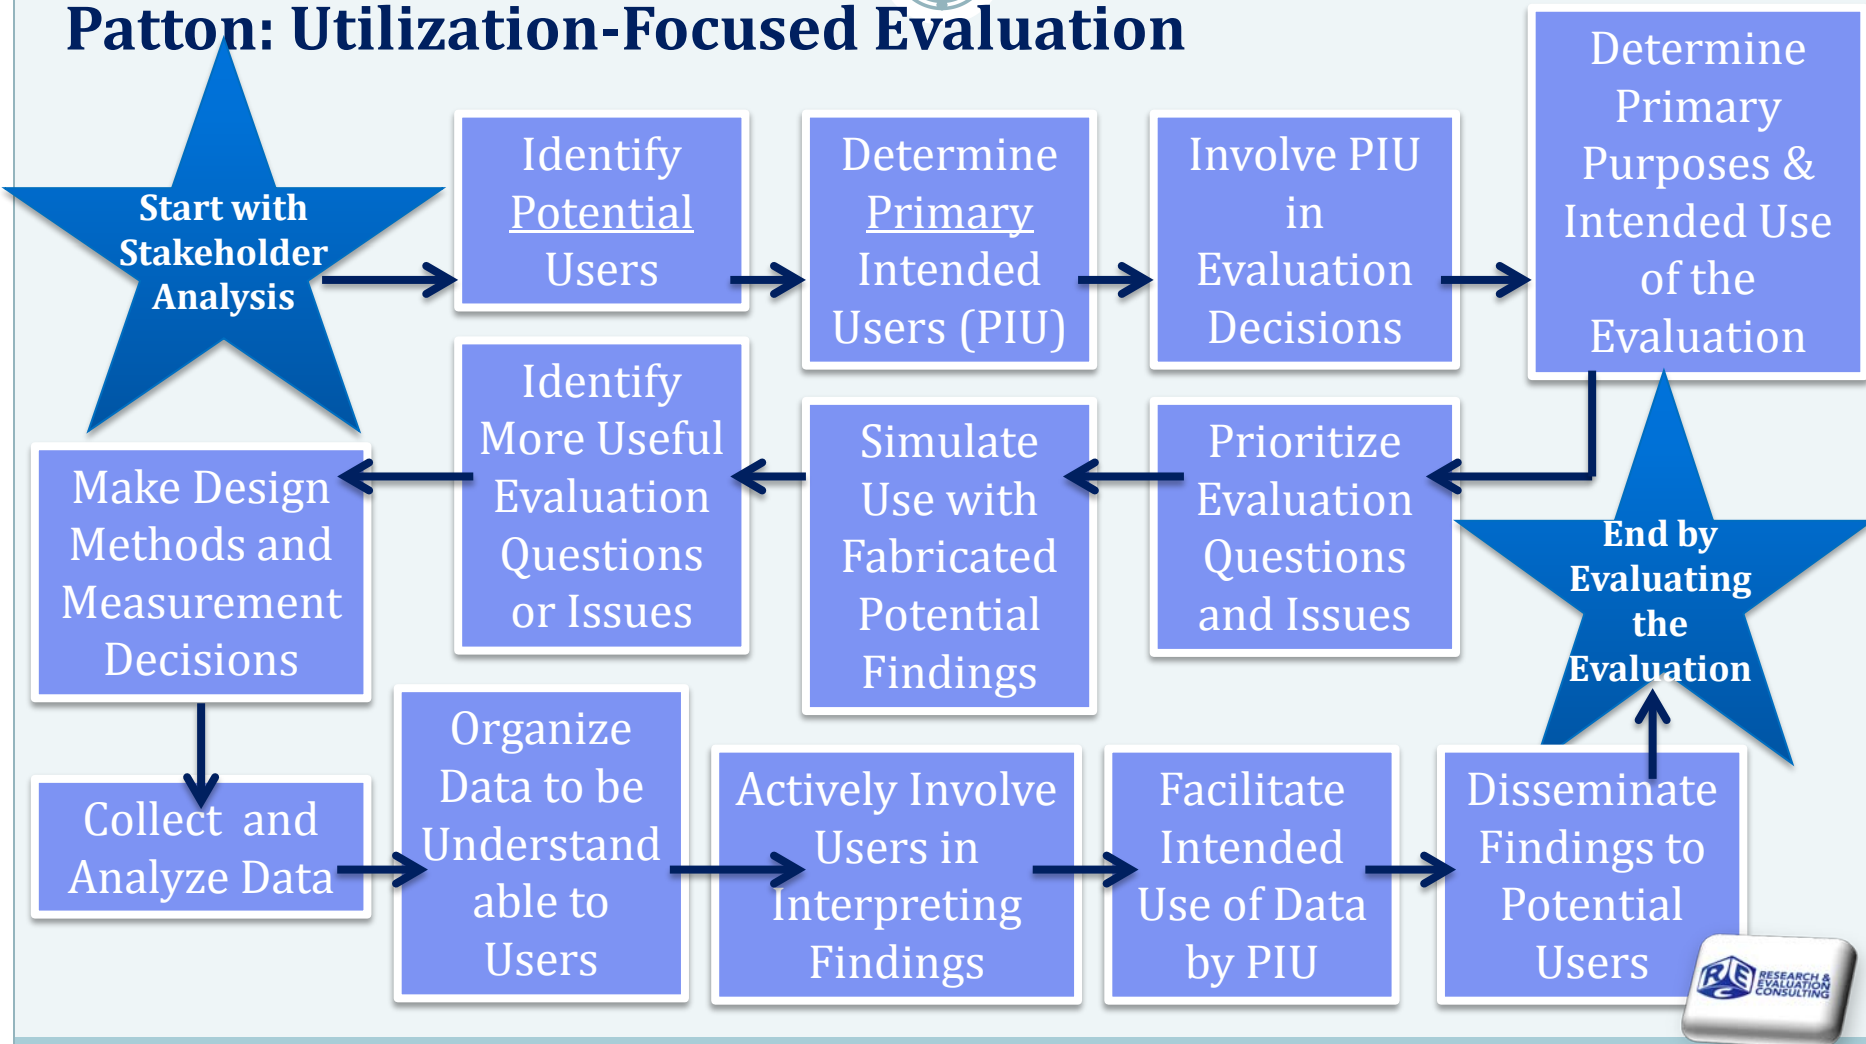 Patton: Utilization-Focused Evaluation
Start with
Stakeholder
Analysis
Identify
Potential
Users
Determine
Primary
Intended
Users (PIU)
Involve PIU
in
Evaluation
Decisions
Determine
Primary
Purposes &
Intended Use
of the
Evaluation
Prioritize
Evaluation
Questions
and Issues
Simulate
Use with
Fabricated
Potential
Findings
Identify
More Useful
Evaluation
Questions
or Issues
Make Design
Methods and
Measurement
Decisions
Collect  and
Analyze Data
Organize
Data to be
Understand
able to
Users
Actively Involve
Users in
Interpreting
Findings
Facilitate
Intended
Use of Data
by PIU
Disseminate
Findings to
Potential
Users
End by
Evaluating
the
Evaluation
REC
RESEARCH &
EVALUATION
CONSULTING